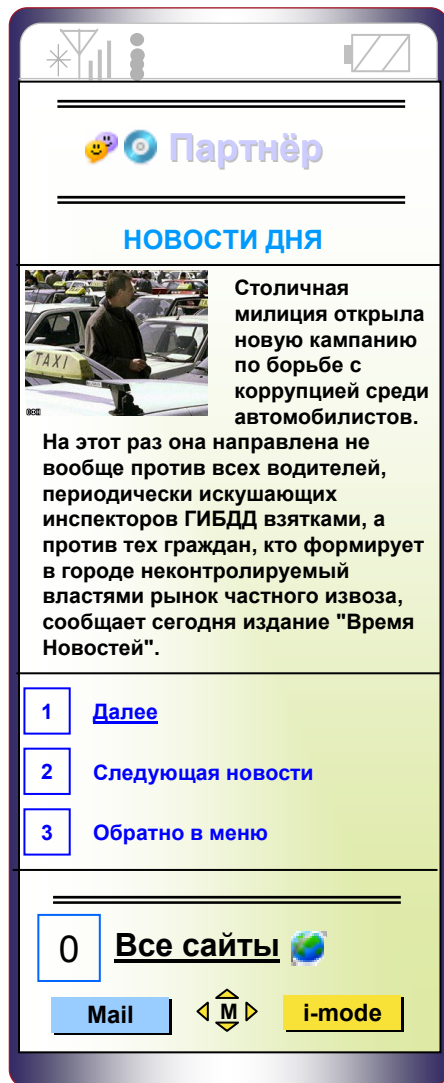 Партнёр
НОВОСТИ ДНЯ
Столичная
милиция открыла
новую кампанию
по борьбе с
коррупцией среди
автомобилистов.
На этот раз она направлена не
вообще против всех водителей,
периодически искушающих
инспекторов ГИБДД взятками, а
против тех граждан, кто формирует
в городе неконтролируемый
властями рынок частного извоза,
сообщает сегодня издание "Время
Новостей".
TAXI
1 Далее
2 Следующая новости
3 Обратно в меню
0 Все сайты
Mail M i-mode